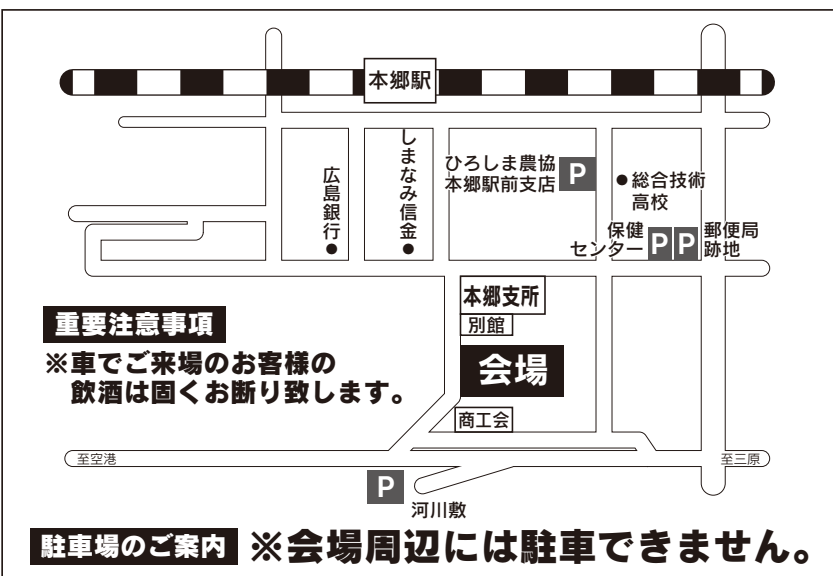 本郷駅
広島銀行
しまなみ信金
ひろしま農協
本郷駅前支店
P
総合技術
高校
保健
センター
P P
郵便局
跡地
本郷支所
別館
会場
商工会
重要注意事項
※車でご来場のお客様の
飲酒は固くお断り致します。
至空港
至三原
P
河川敷
駐車場のご案内 ※会場周辺には駐車できません。